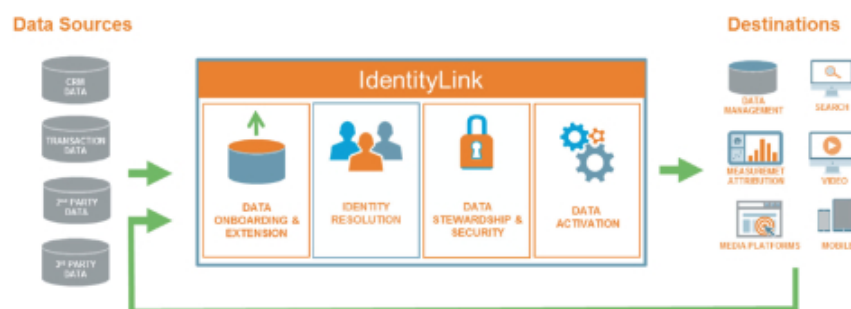 Data Sources
Destinations
CRM
DATA
TRANSACTION
DATA
2ND PARTY
DATA
3RD PARTY
DATA
IdentityLink
DATA
ONBOARDING &
EXTENSION
IDENTITY
RESOLUTION
DATA
STEWARDSHIP &
SECURITY
DATA
ACTIVATION
DATA
MANAGEMENT
SEARCH
MEASUREMET
ATTRIBUTION
VIDEO
MEDIA PLATFORMS
MOBILE